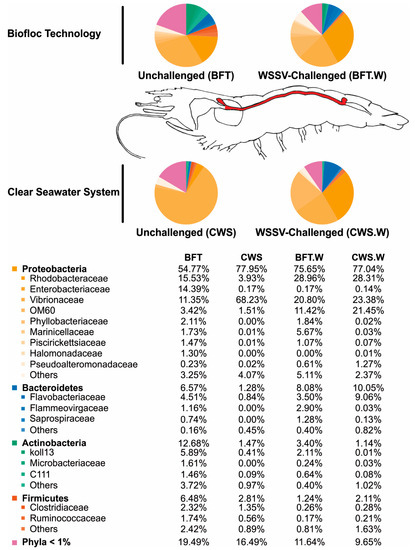 Biofloc Technology
Unchallenged (BFT) WSSV-Challenged (BFT.W)
Clear Seawater System
Unchallenged (CWS) WSSV-Challenged (CWS.W)
BFT CWS BFT.W CWS.W
Proteobacteria 54.77% 77.95% 75.65% 77.04%
Rhodobacteraceae 15.53% 3.93% 28.96% 28.31%
Enterobacteriaceae 14.39% 0.17% 0.17% 0.14%
Vibrionaceae 11.35% 68.23% 20.80% 23.38%
OM60 3.42% 1.51% 11.42% 21.45%
Phyllobacteriaceae 2.11% 0.00% 1.84% 0.02%
Marinicellaceae 1.73% 0.01% 5.67% 0.03%
Piscirickettsiaceae 1.47% 0.01% 1.07% 0.07%
Halomonadaceae 1.30% 0.00% 0.00% 0.01%
Pseudoalteromonadaceae 0.23% 0.02% 0.61% 1.27%
Others 3.25% 4.07% 5.11% 2.37%
Bacteroidetes 6.57% 1.28% 8.08% 10.05%
Flavobacteriaceae 4.51% 0.84% 3.50% 9.06%
Flammeovirgaceae 1.16% 0.00% 2.90% 0.03%
Saprospiraceae 0.74% 0.00% 1.28% 0.13%
Others 0.16% 0.45% 0.40% 0.82%
Actinobacteria 12.68% 1.47% 3.40% 1.14%
koll13 5.89% 0.41% 2.11% 0.01%
Microbacteriaceae 1.61% 0.00% 0.24% 0.03%
C111 1.46% 0.09% 0.64% 0.08%
Others 3.72% 0.97% 0.40% 1.02%
Firmicutes 6.48% 2.81% 1.24% 2.11%
Clostridiaceae 2.32% 1.35% 0.26% 0.28%
Ruminococcaceae 1.74% 0.56% 0.17% 0.21%
Others 2.42% 0.89% 0.81% 1.63%
Phyla < 1% 19.49% 16.49% 11.64% 9.65%